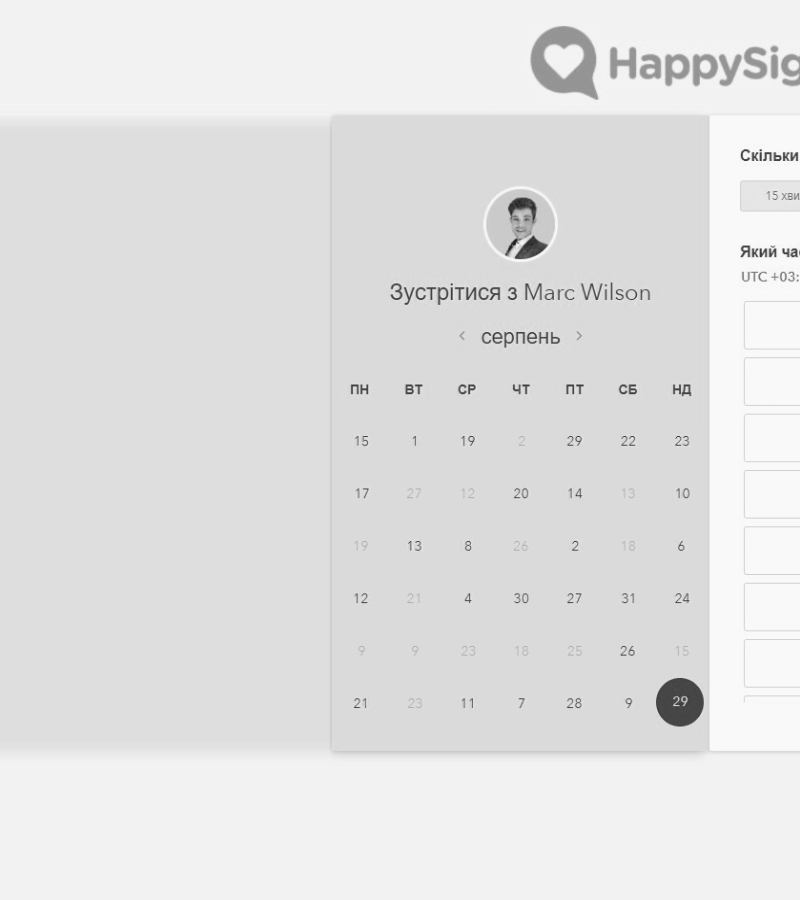 HappySig
Зустрітися з Marc Wilson
серпень
ПН ВТ СР ЧТ ПТ СБ НД
15 1 19 2 29 22 23
17 27 12 20 14 13 10
19 13 8 26 2 18 6
12 21 4 30 27 31 24
9 9 23 18 25 26 15
21 23 11 7 28 9 29
Скільки
15 хви
Який час
UTC +03: